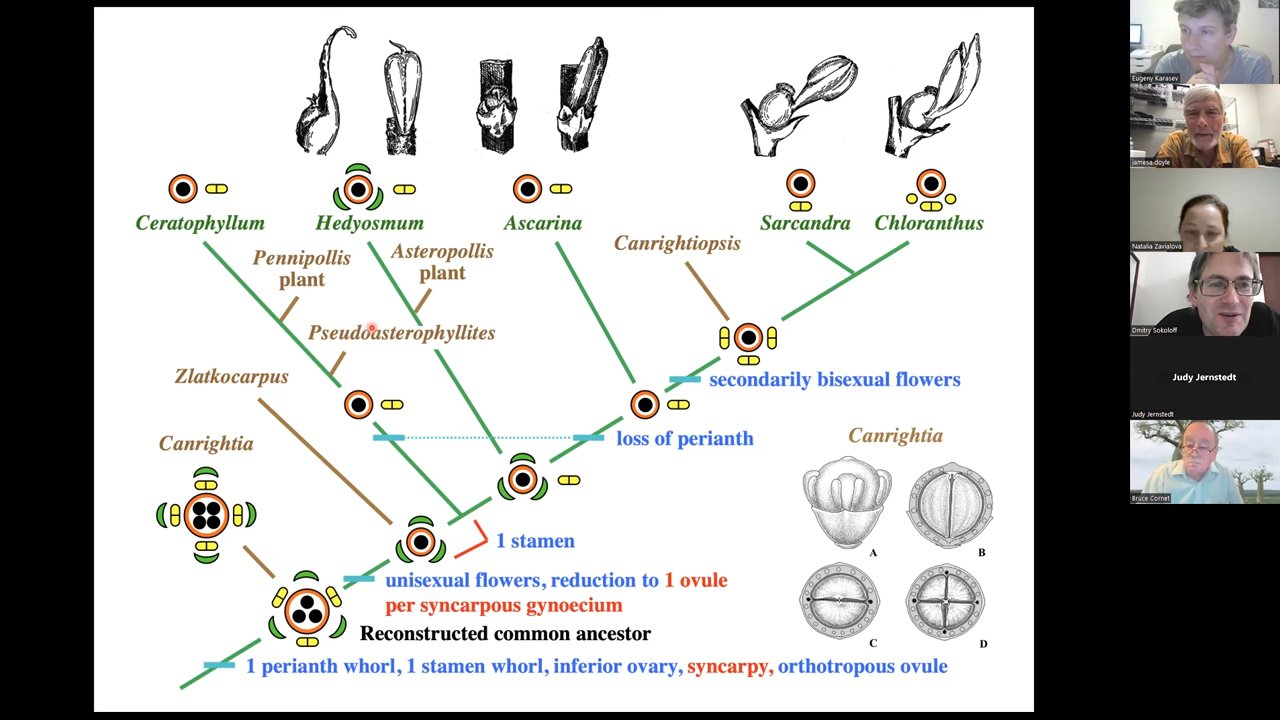 Ceratophyllum
Hedyosmum
Ascarina
Sarcandra
Chloranthus
Pennipollis
plant
Asteropollis
plant
Canrightiopsis
Pseudoasterophyllites
Zlatkocarpus
secondarily bisexual flowers
Canrightia
loss of perianth
Canrightia
1 stamen
A
B
unisexual flowers, reduction to 1 ovule
per syncarpous gynoecium
Reconstructed common ancestor
C
D
1 perianth whorl, 1 stamen whorl, inferior ovary, syncarpy, orthotropous ovule
Eugeny Karasev
jamesa.doyle
Natalia Zavialova
Dmitry Sokoloff
Judy Jernstedt
Judy Jernstedt
Bruce Cornet